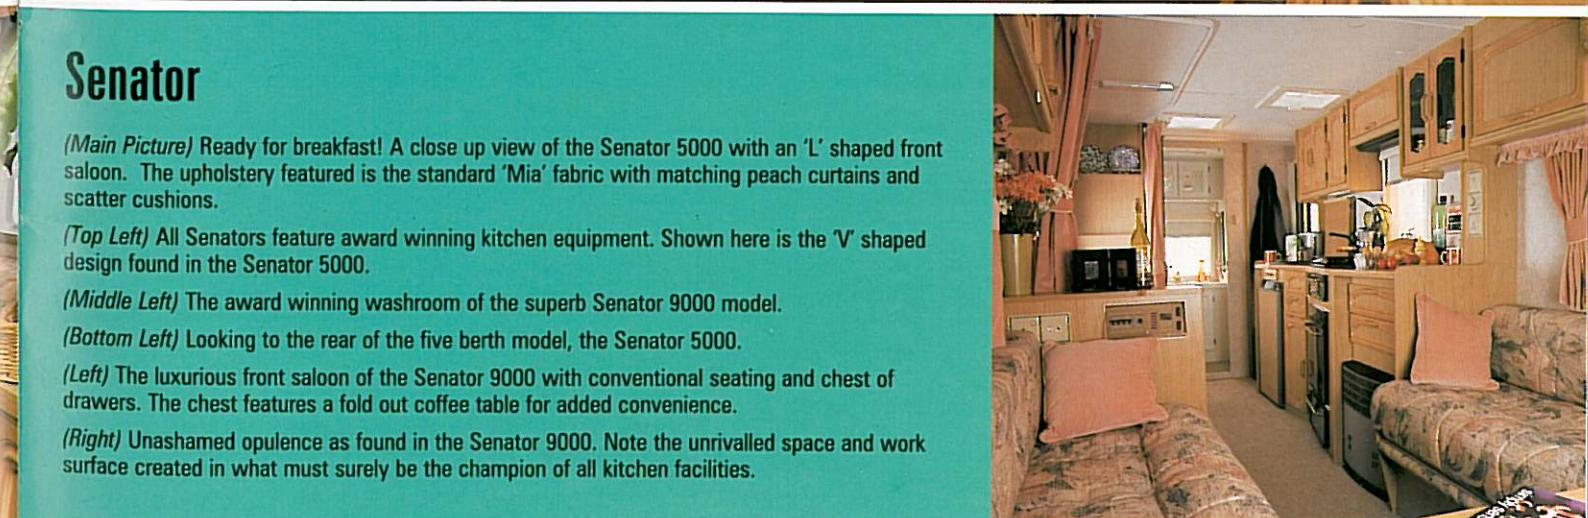 Senator
(Main Picture) Ready for breakfast! A close up view of the Senator 5000 with an 'L' shaped front
saloon. The upholstery featured is the standard 'Mia' fabric with matching peach curtains and
scatter cushions.
(Top Left) All Senators feature award winning kitchen equipment. Shown here is the 'V' shaped
design found in the Senator 5000.
(Middle Left) The award winning washroom of the superb Senator 9000 model.
(Bottom Left) Looking to the rear of the five berth model, the Senator 5000.
(Left) The luxurious front saloon of the Senator 9000 with conventional seating and chest of
drawers. The chest features a fold out coffee table for added convenience.
(Right) Unashamed opulence as found in the Senator 9000. Note the unrivalled space and work
surface created in what must surely be the champion of all kitchen facilities.